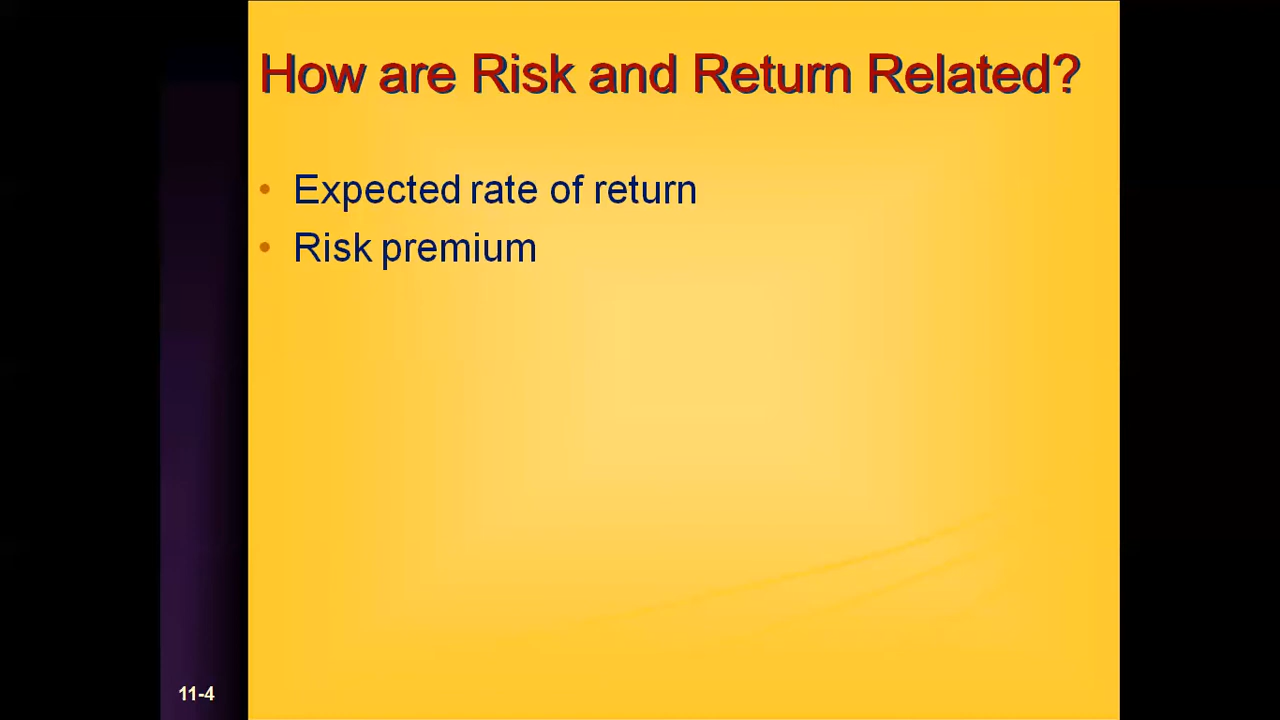 How are Risk and Return Related?
• Expected rate of return
• Risk premium
11-4